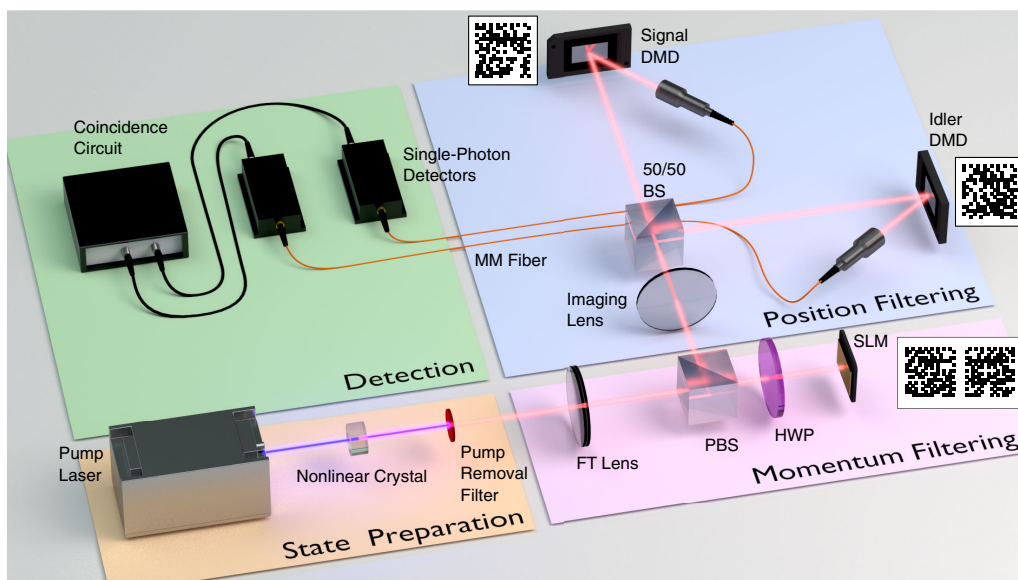 Signal
DMD
Coincidence
Circuit
Single-Photon
Detectors
Idler
DMD
50/50
BS
MM Fiber
Imaging
Lens
Position Filtering
Detection
SLM
Pump
Laser
Nonlinear Crystal
Pump
Removal
Filter
FT Lens
PBS
HWP
Momentum Filtering
State Preparation